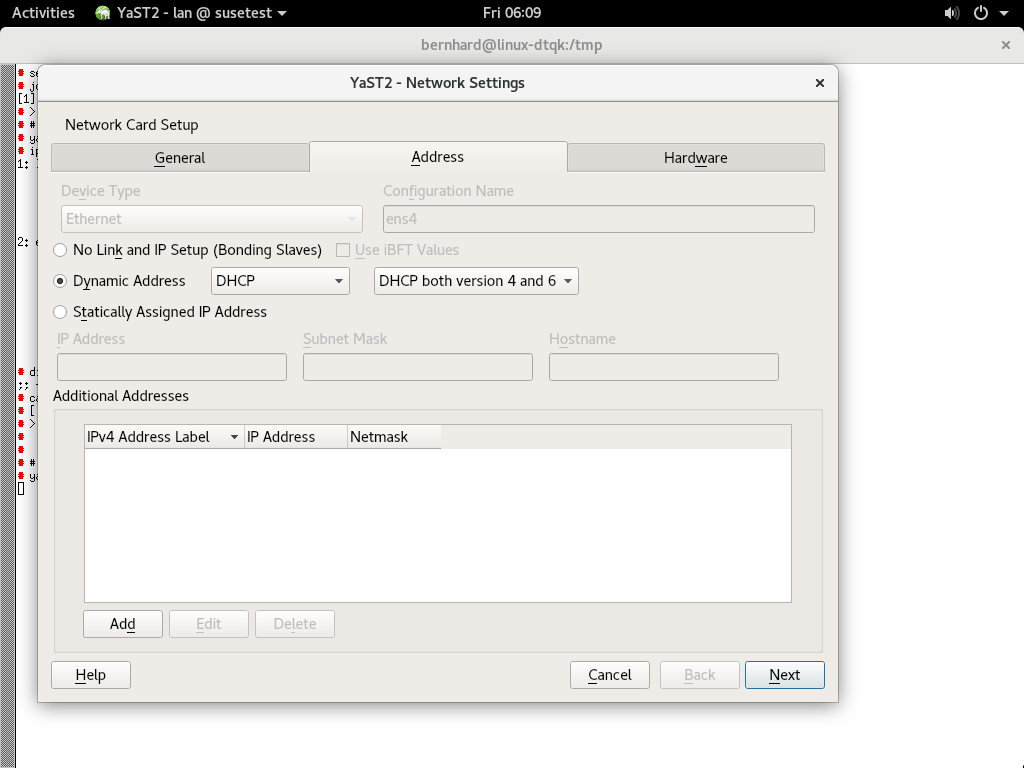 Activities YaST2 - lan @ susetest Fri 06:09
bernhard@linux-dtqk:/tmp
YaST2 - Network Settings
Network Card Setup
General Address Hardware
Device Type Configuration Name
Ethernet ens4
No Link and IP Setup (Bonding Slaves) Use iBFT Values
Dynamic Address DHCP DHCP both version 4 and 6
Statically Assigned IP Address
IP Address Subnet Mask Hostname
Additional Addresses
IPv4 Address Label IP Address Netmask
Add Edit Delete
Help Cancel Back Next
[1]
>
#
1:
2:
;;
[
>
#